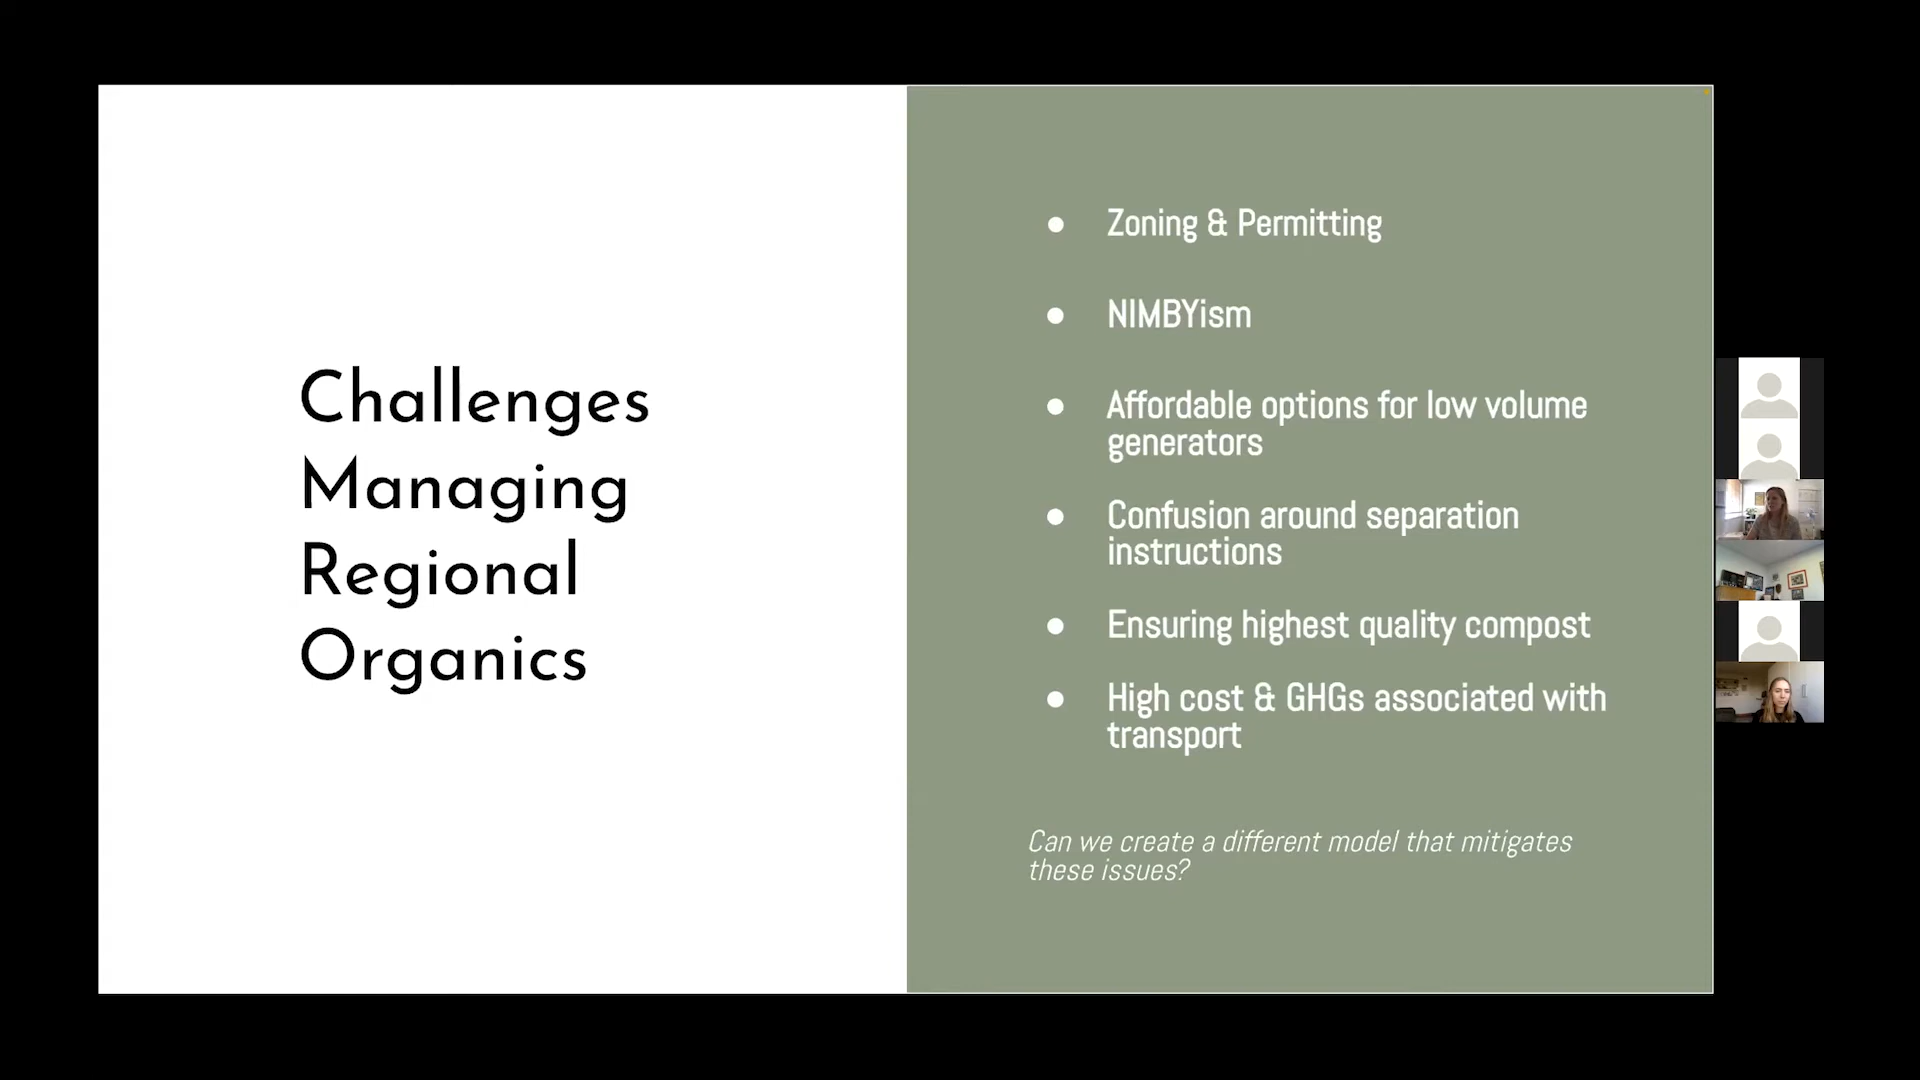 Challenges
Managing
Regional
Organics
● Zoning & Permitting
● NIMBYism
● Affordable options for low volume
generators
● Confusion around separation
instructions
● Ensuring highest quality compost
● High cost & GHGs associated with
transport
Can we create a different model that mitigates
these issues?